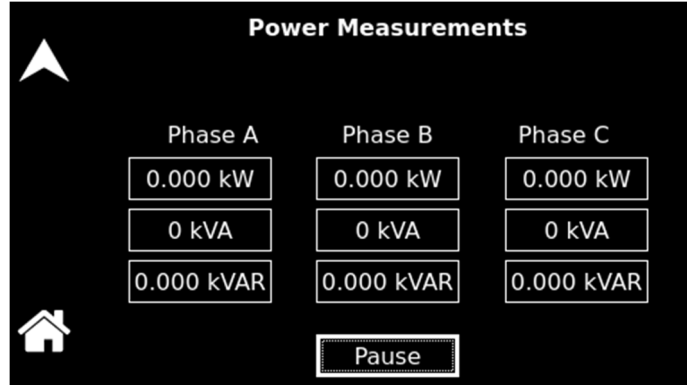 Power Measurements
Phase A Phase B Phase C
0.000 kW 0.000 kW 0.000 kW
0 kVA 0 kVA 0 kVA
0.000 kVAR 0.000 kVAR 0.000 kVAR
Pause